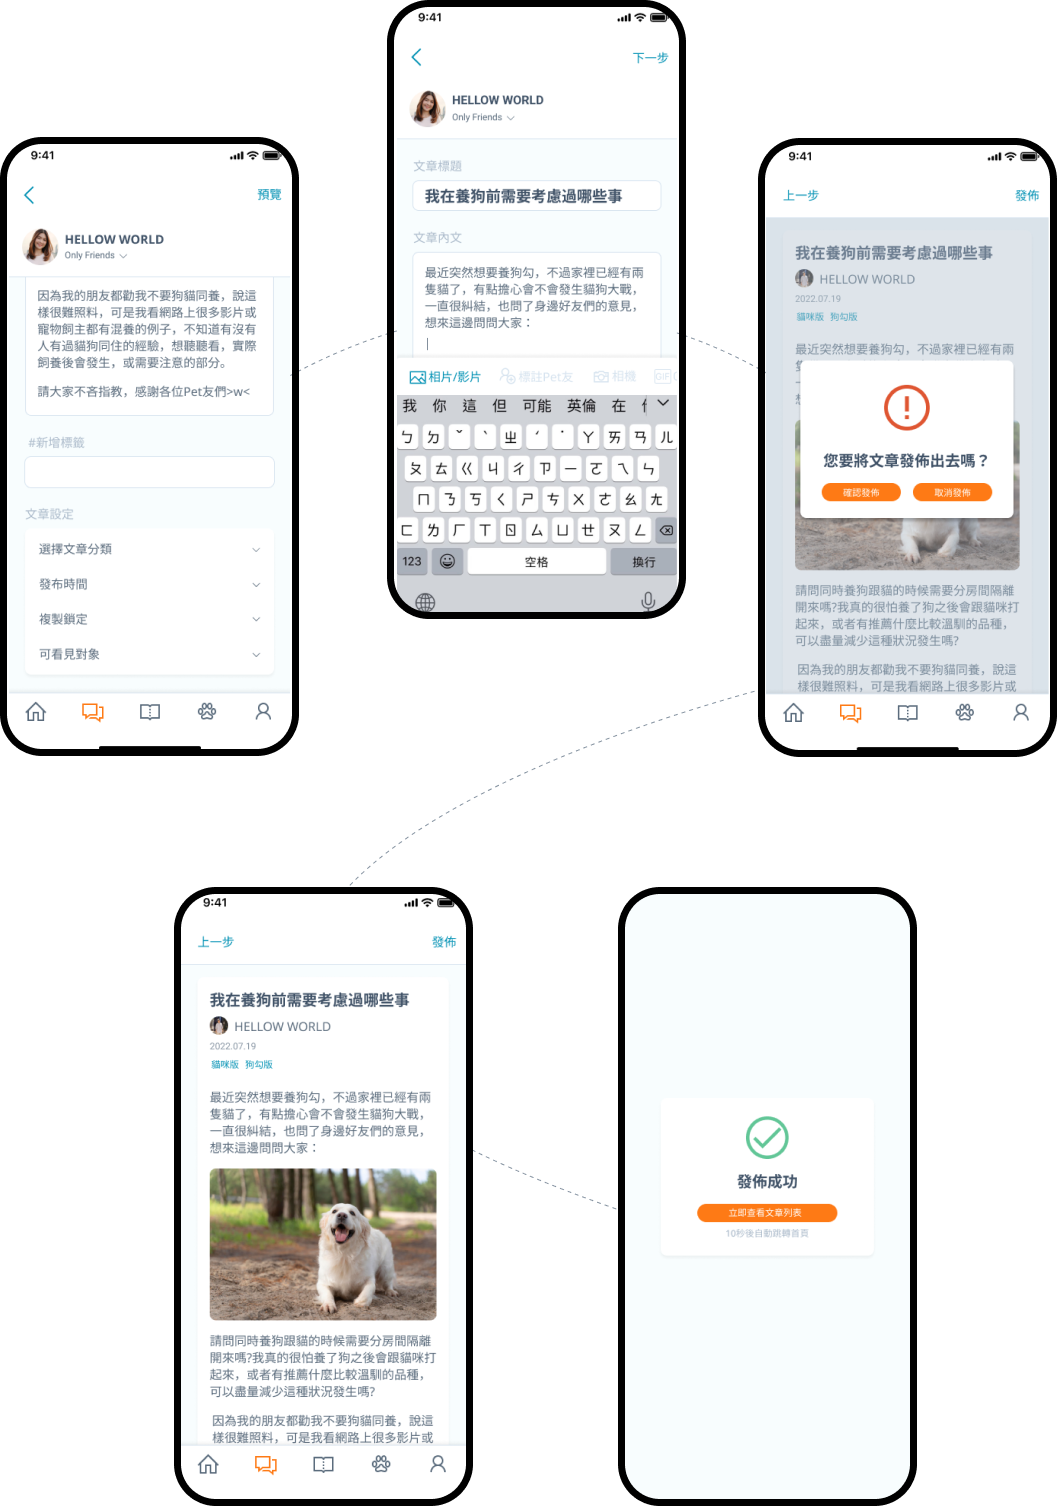 9:41
下一步
HELLOW WORLD
Only Friends
文章標題
我在養狗前需要考慮過哪些事
文章內文
最近突然想要養狗勾，不過家裡已經有兩
隻貓了，有點擔心會不會發生貓狗大戰，
一直很糾結，也問了身邊好友們的意見，
想來這邊問問大家：
相片/影片 標註Pet友 相機 GIF
我 你 這 但 可能 英倫 在
ㄅ ㄉ ˇ ˋ ㄓ ˊ ˙ ㄚ ㄞ ㄢ ㄦ
ㄆ ㄊ ㄍ ㄐ ㄔ ㄗ ㄧ ㄛ ㄟ ㄣ
ㄇ ㄋ ㄎ ㄑ ㄕ ㄘ ㄨ ㄜ ㄠ ㄤ
ㄈ ㄌ ㄏ ㄒ ㄖ ㄙ ㄩ ㄝ ㄡ ㄥ
123 空格 換行
9:41
預覽
HELLOW WORLD
Only Friends
因為我的朋友都勸我不要狗貓同養，說這
樣很難照料，可是我看網路上很多影片或
寵物飼主都有混養的例子，不知道有沒有
人有過貓狗同住的經驗，想聽聽看，實際
飼養後會發生，或需要注意的部分。
請大家不吝指教，感謝各位Pet友們>w<
#新增標籤
文章設定
選擇文章分類
發布時間
複製鎖定
可看見對象
9:41
上一步 發佈
我在養狗前需要考慮過哪些事
HELLOW WORLD
2022.07.19
貓咪版 狗勾版
最近突然想要養狗勾，不過家裡已經有兩
您要將文章發佈出去嗎？
確認發佈 取消發佈
請問同時養狗跟貓的時候需要分房間隔離
開來嗎?我真的很怕養了狗之後會跟貓咪打
起來，或者有推薦什麼比較溫馴的品種，
可以盡量減少這種狀況發生嗎?
因為我的朋友都勸我不要狗貓同養，說這
樣很難照料，可是我看網路上很多影片或
9:41
上一步 發佈
我在養狗前需要考慮過哪些事
HELLOW WORLD
2022.07.19
貓咪版 狗勾版
最近突然想要養狗勾，不過家裡已經有兩
隻貓了，有點擔心會不會發生貓狗大戰，
一直很糾結，也問了身邊好友們的意見，
想來這邊問問大家：
請問同時養狗跟貓的時候需要分房間隔離
開來嗎?我真的很怕養了狗之後會跟貓咪打
起來，或者有推薦什麼比較溫馴的品種，
可以盡量減少這種狀況發生嗎?
因為我的朋友都勸我不要狗貓同養，說這
樣很難照料，可是我看網路上很多影片或
發佈成功
立即查看文章列表
10秒後自動跳轉首頁